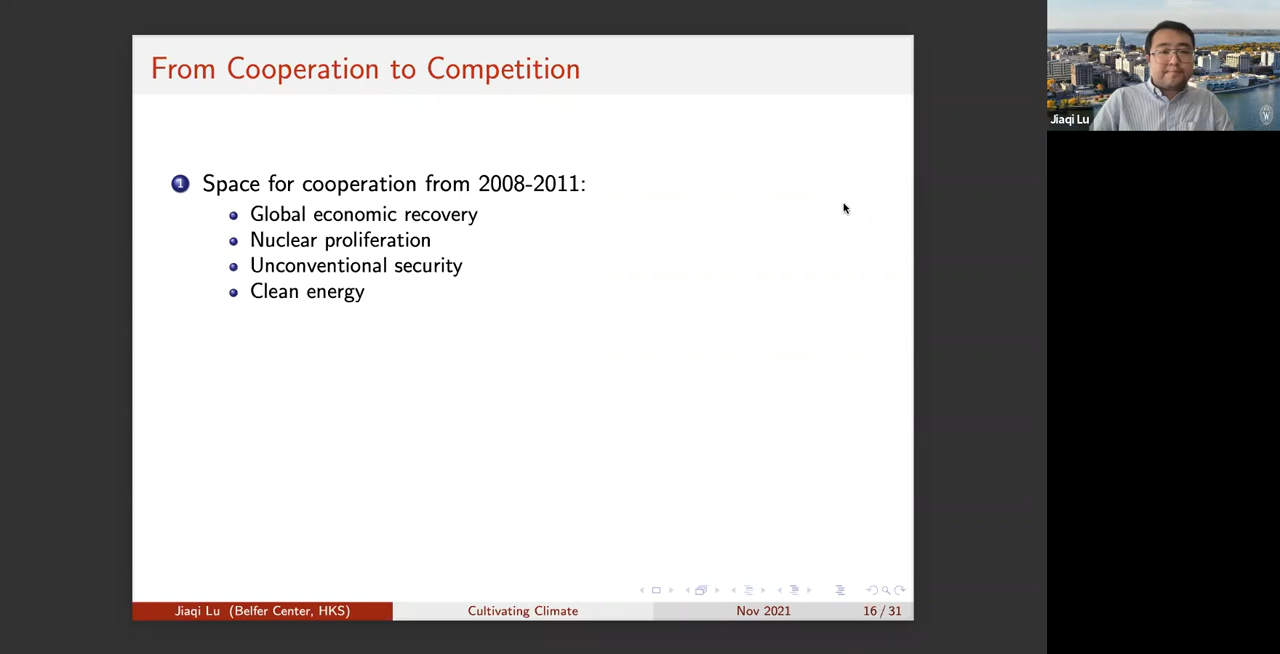 From Cooperation to Competition
1 Space for cooperation from 2008-2011:
Global economic recovery
Nuclear proliferation
Unconventional security
Clean energy
Jiaqi Lu (Belfer Center, HKS) Cultivating Climate Nov 2021 16 / 31
Jiaqi Lu
W